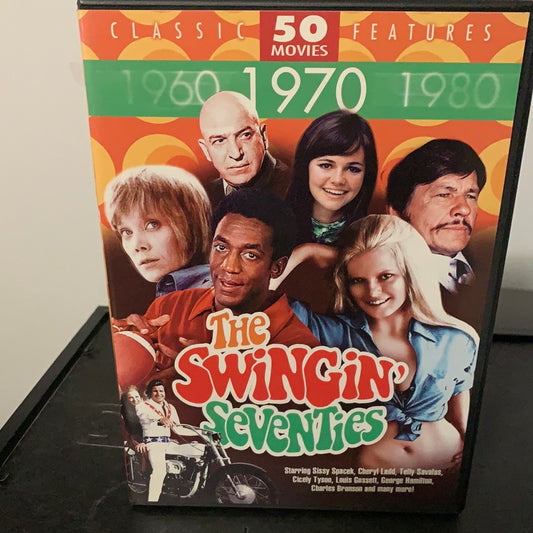 CLASSIC 50 FEATURES
MOVIES
1960 1970 1980
THE
SWINGIN'
SEVENTIES
Starring Sissy Spacek, Cheryl Ladd, Telly Savalas,
Cicely Tyson, Louis Gossett, George Hamilton,
Charles Bronson and many more!